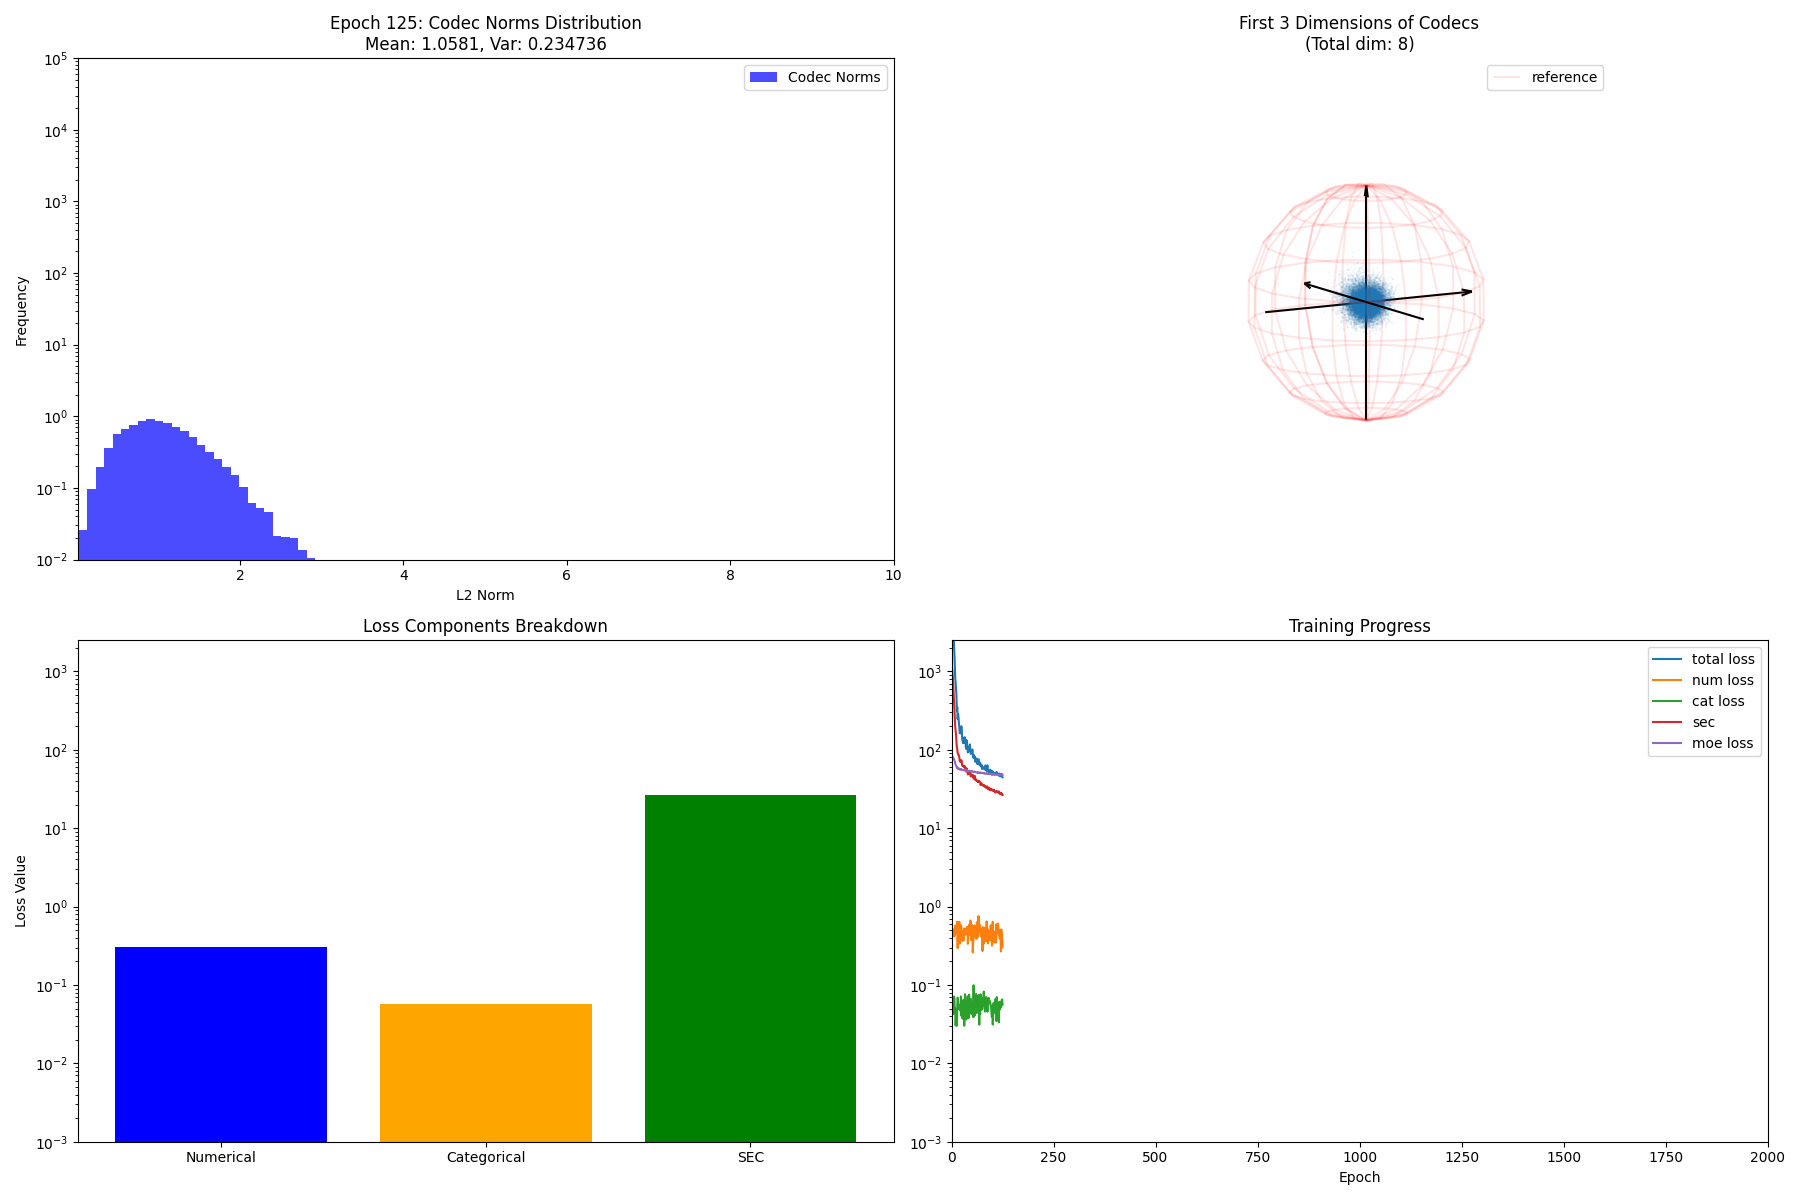 Epoch 125: Codec Norms Distribution
Mean: 1.0581, Var: 0.234736
Codec Norms
Frequency
10^5
10^4
10^3
10^2
10^1
10^0
10^-1
10^-2
2 4 6 8 10
L2 Norm
First 3 Dimensions of Codecs
(Total dim: 8)
reference
Loss Components Breakdown
Loss Value
10^3
10^2
10^1
10^0
10^-1
10^-2
10^-3
Numerical Categorical SEC
Training Progress
total loss
num loss
cat loss
sec
moe loss
10^3
10^2
10^1
10^0
10^-1
10^-2
10^-3
0 250 500 750 1000 1250 1500 1750 2000
Epoch